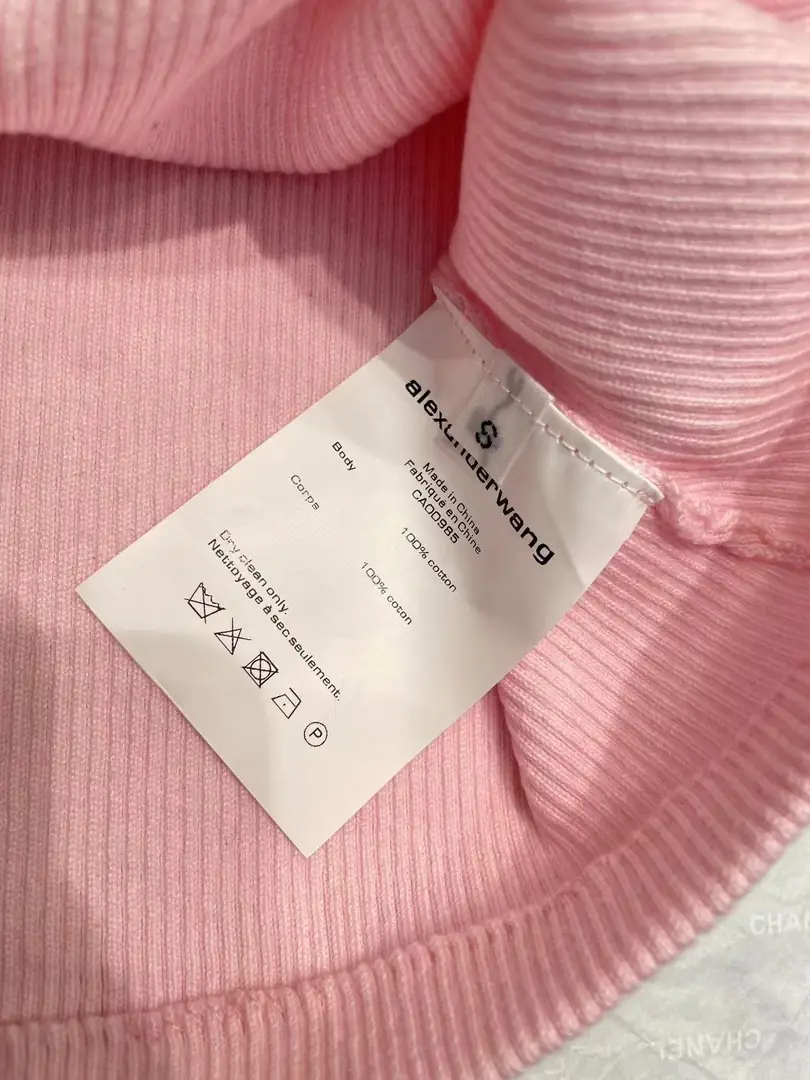 alexanderwang
S
Made in China
Fabriqué en Chine
CA00985
Body
100% cotton
Corps
100% coton
Dry clean only.
Nettoyage à sec seulement.
P
CHANEL